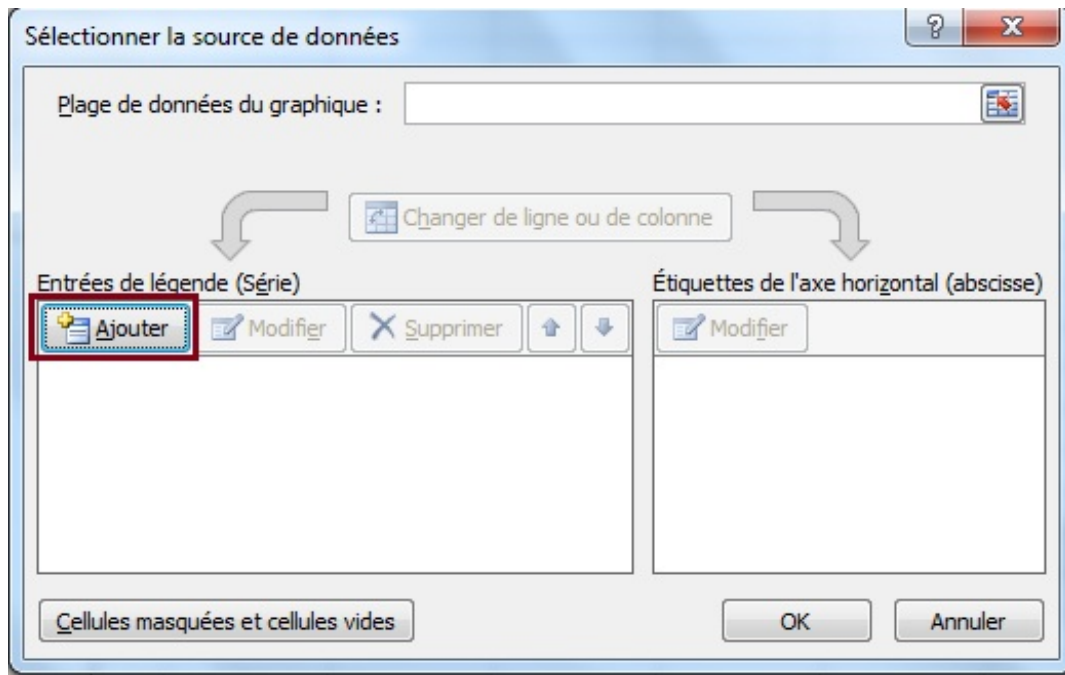 Sélectionner la source de données
Plage de données du graphique :
Changer de ligne ou de colonne
Entrées de légende (Série)
Étiquettes de l'axe horizontal (abscisse)
Ajouter Modifier Supprimer
Modifier
Cellules masquées et cellules vides
OK Annuler